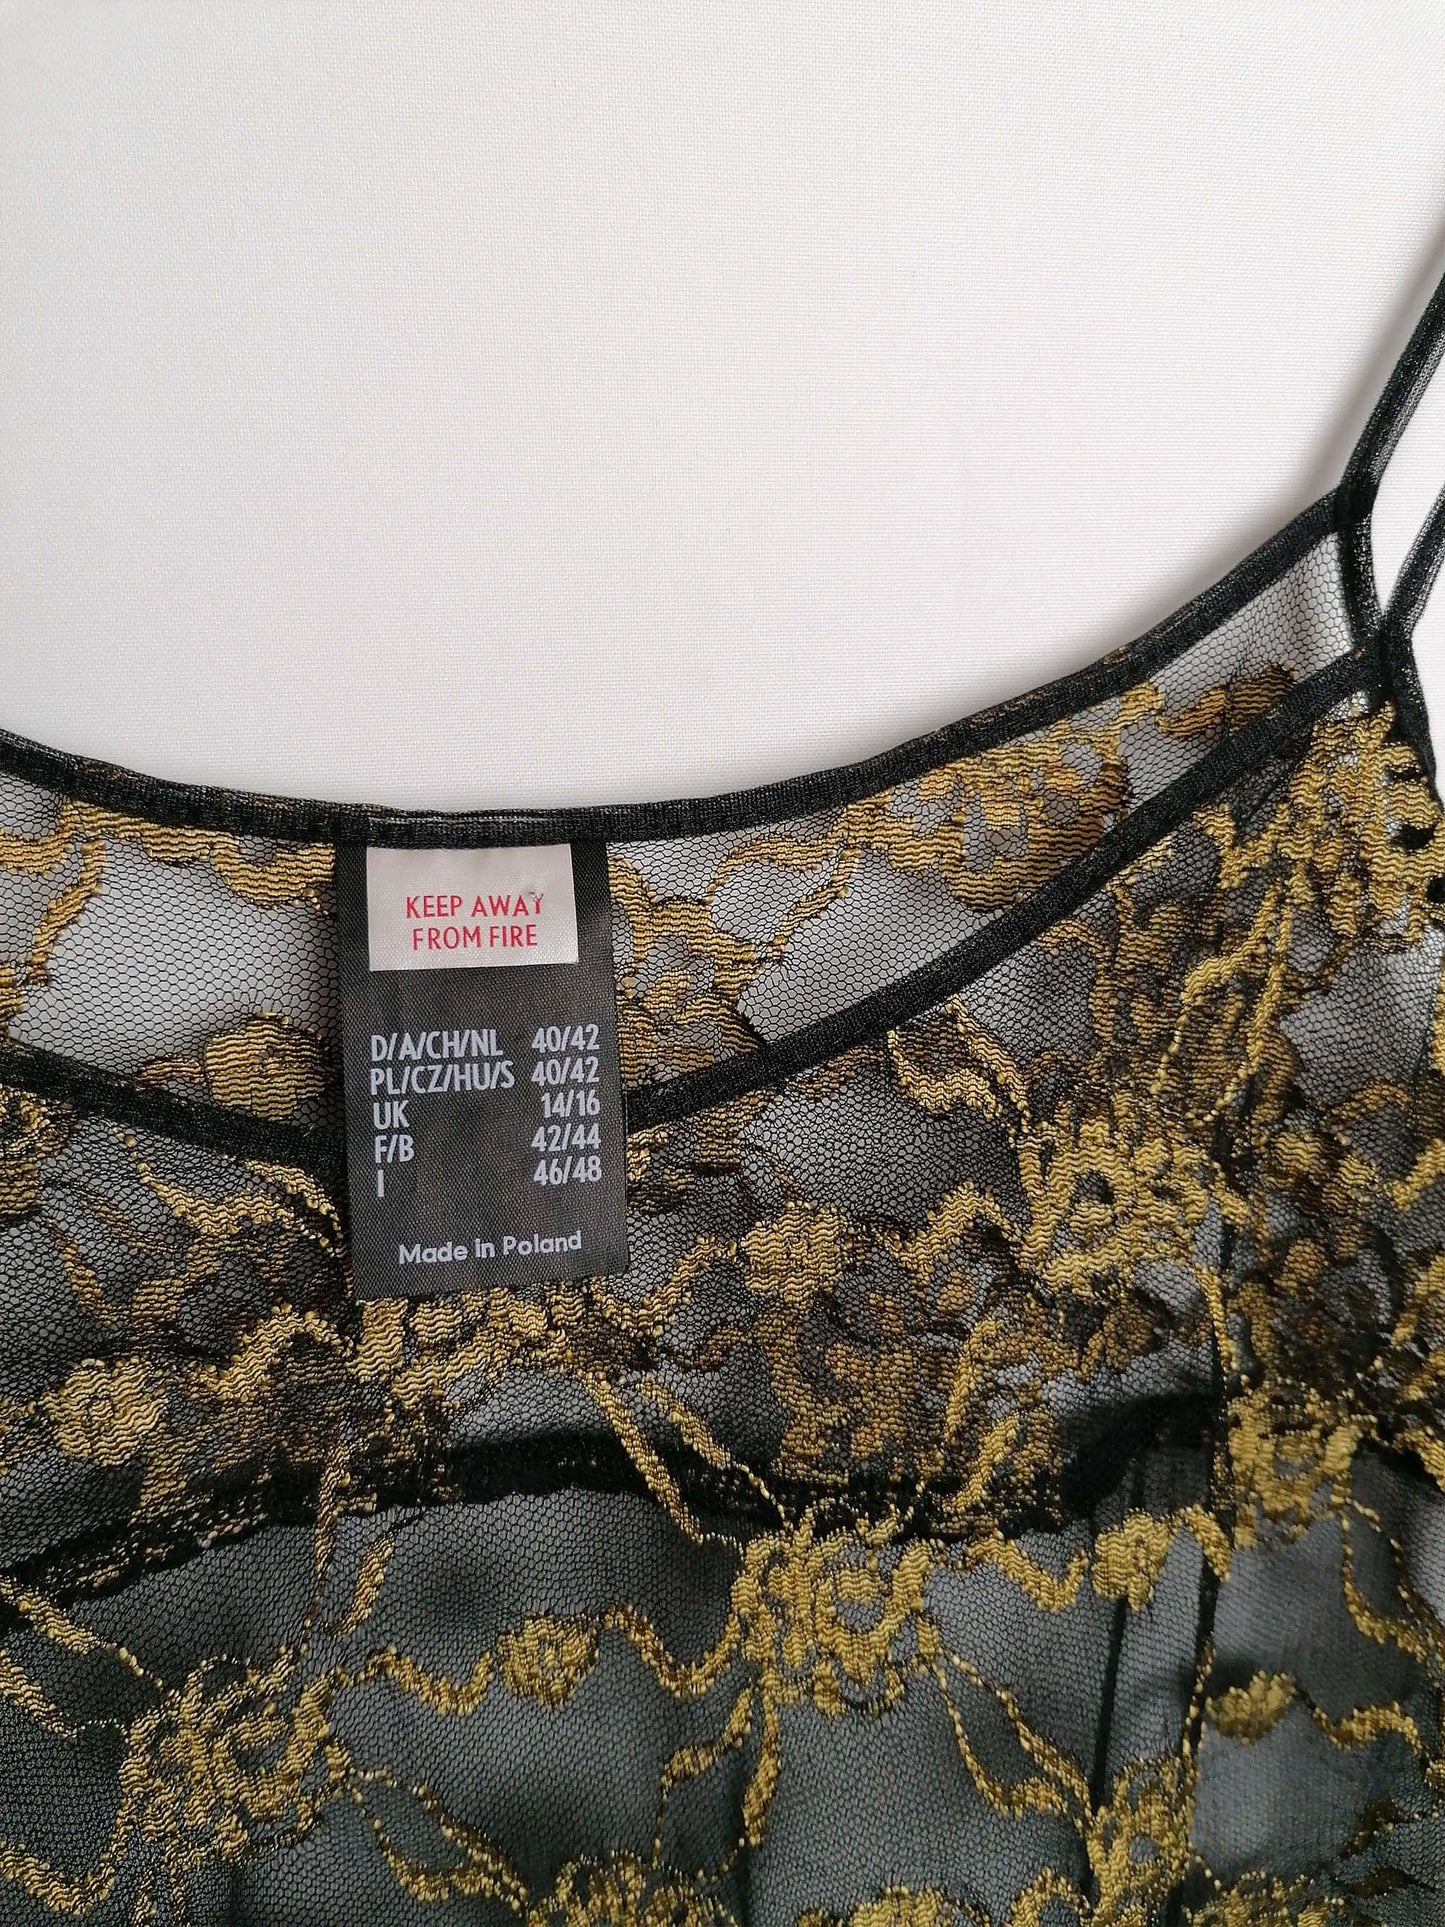 KEEP AWAY
FROM FIRE
D/A/CH/NL 40/42
PL/CZ/HU/S 40/42
UK 14/16
F/B 42/44
I 46/48
Made in Poland